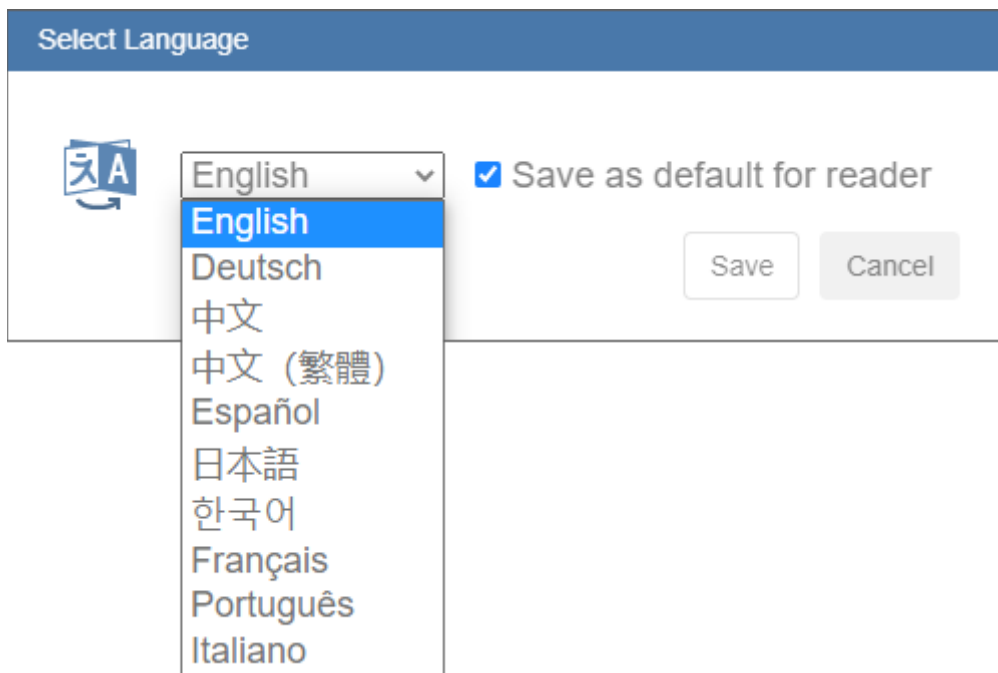 Select Language
English
Save as default for reader
English
Deutsch
中文
中文（繁體）
Español
日本語
한국어
Français
Português
Italiano
Save
Cancel